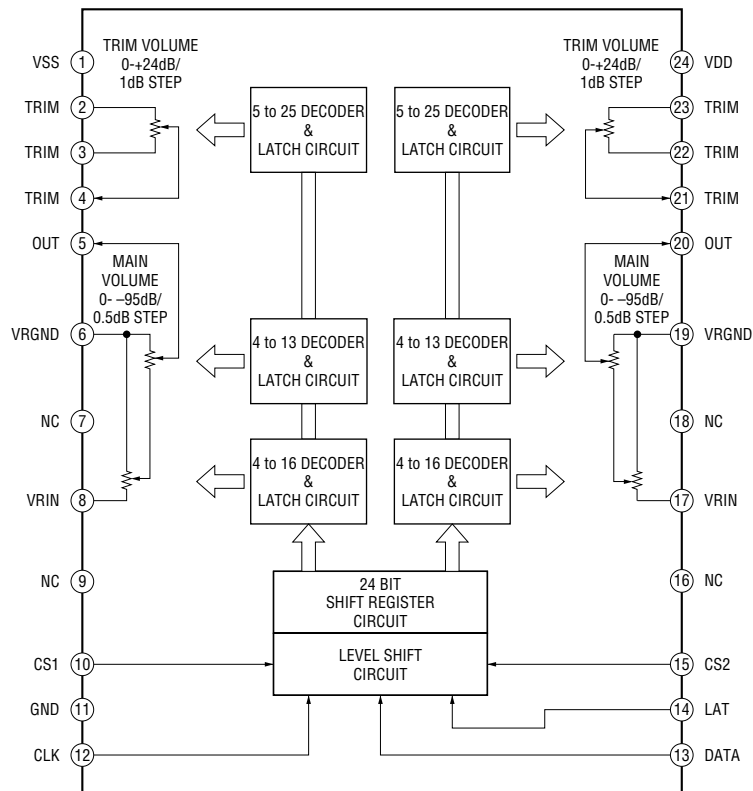 TRIM VOLUME
0-+24dB/
1dB STEP
TRIM VOLUME
0-+24dB/
1dB STEP
VSS 1
24 VDD
TRIM 2
5 to 25 DECODER
&
LATCH CIRCUIT
5 to 25 DECODER
&
LATCH CIRCUIT
23 TRIM
TRIM 3
22 TRIM
TRIM 4
21 TRIM
OUT 5
20 OUT
MAIN
VOLUME
0- –95dB/
0.5dB STEP
MAIN
VOLUME
0- –95dB/
0.5dB STEP
VRGND 6
19 VRGND
4 to 13 DECODER
&
LATCH CIRCUIT
4 to 13 DECODER
&
LATCH CIRCUIT
NC 7
18 NC
4 to 16 DECODER
&
LATCH CIRCUIT
4 to 16 DECODER
&
LATCH CIRCUIT
VRIN 8
17 VRIN
NC 9
16 NC
24 BIT
SHIFT REGISTER
CIRCUIT
LEVEL SHIFT
CIRCUIT
CS1 10
15 CS2
GND 11
14 LAT
CLK 12
13 DATA